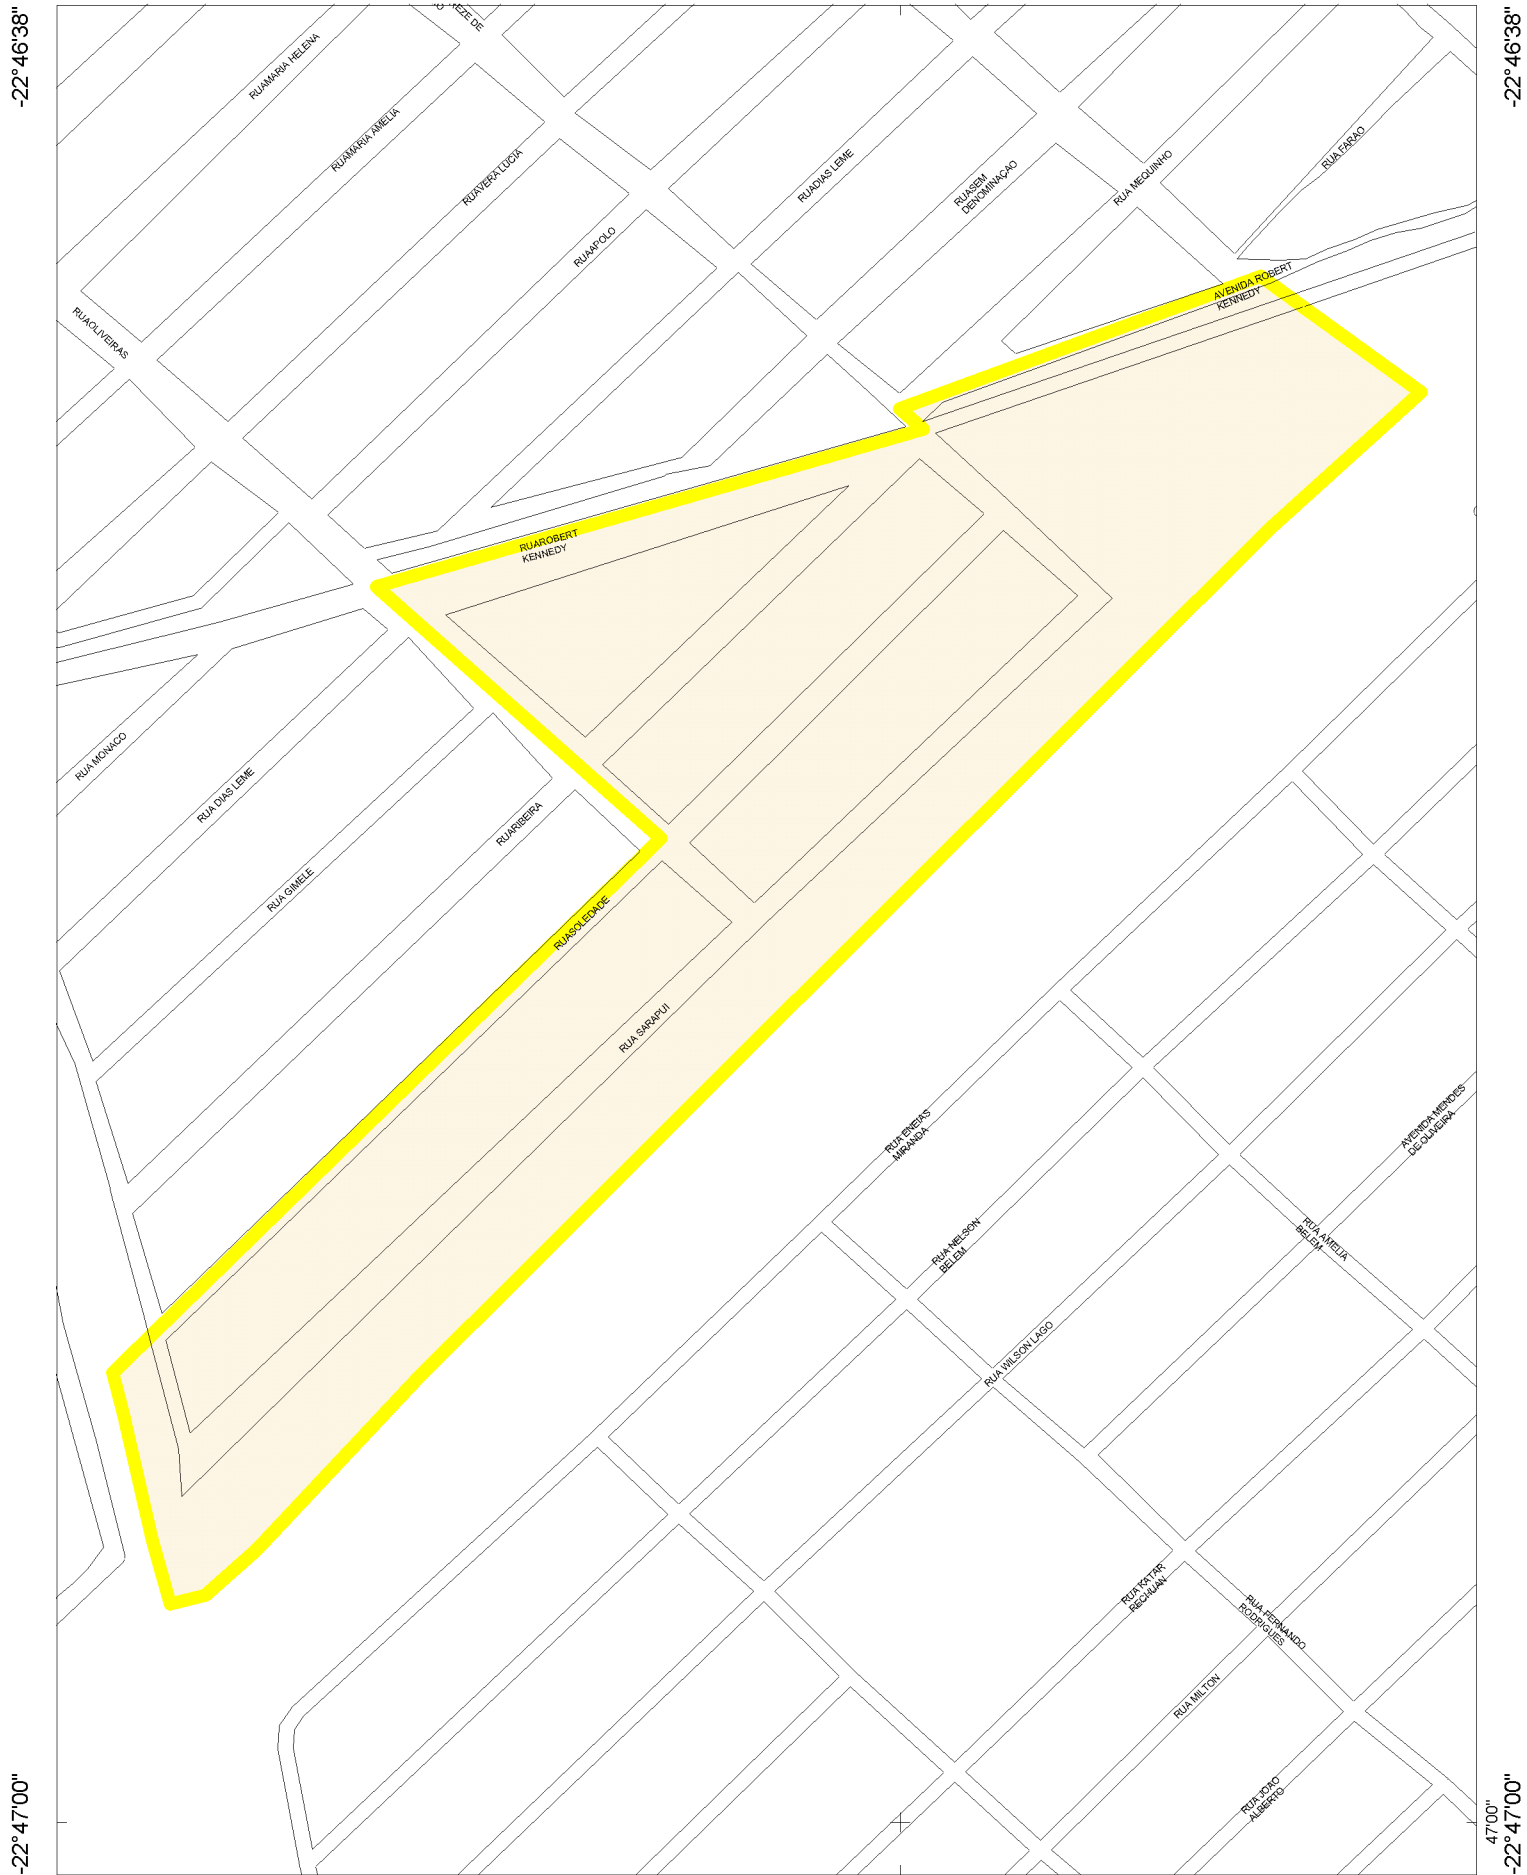 -22°46'38"
-22°46'38"
EZE DE
RUAMARIA HELENA
RUAMARIA AMELIA
RUAVERA LUCIA
RUADIAS LEME
RUASEM
DENOMINAÇAO
RUA MEQUINHO
RUA FARAO
RUAAPOLO
RUAOLIVEIRAS
AVENIDA ROBERT
KENNEDY
RUAROBERT
KENNEDY
RUA MONACO
RUA DIAS LEME
RUARIBEIRA
RUA GIMELE
RUASOLEDADE
RUA SARAPUI
RUA ENEIAS
MIRANDA
AVENIDA MENDES
DE OLIVEIRA
RUA NELSON
BELEM
RUA AMELIA
BELEM
RUA WILSON LAGO
RUA KATAR
RECHUAN
RUA FERNANDO
RODRIGUES
RUA MILTON
RUA JOAO
ALBERTO
-22°47'00"
47'00"
-22°47'00"